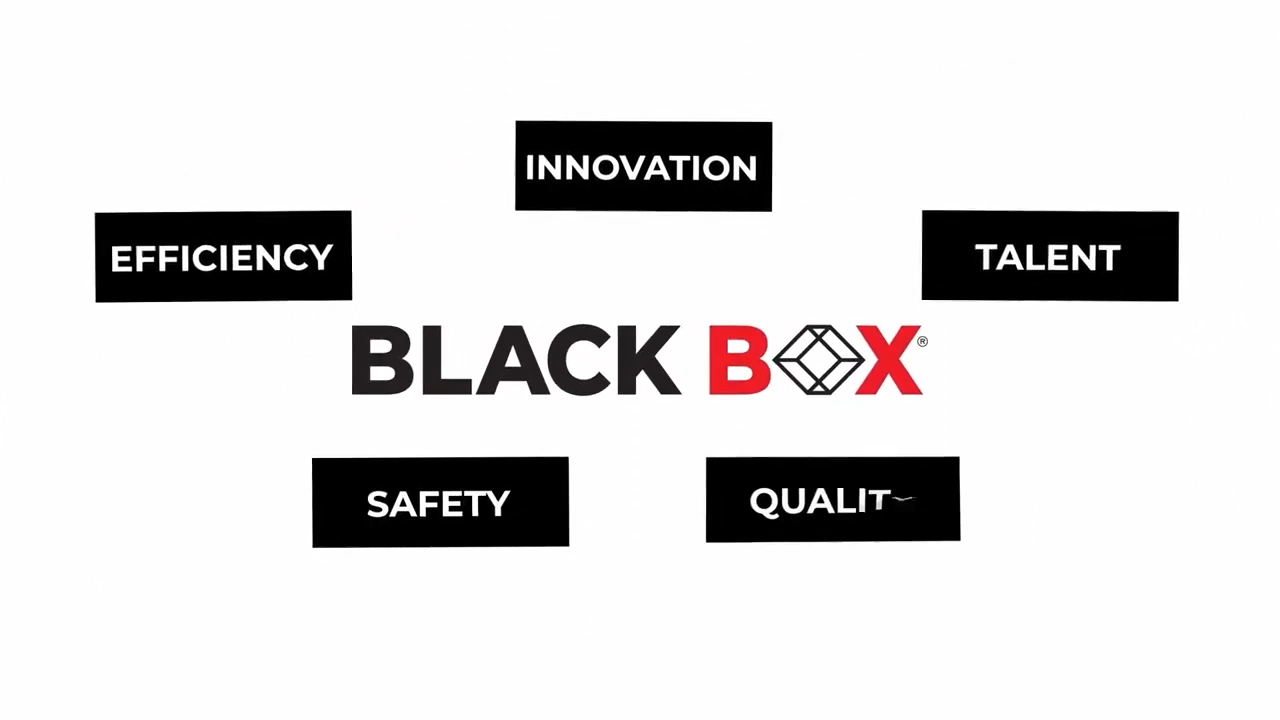 INNOVATION
EFFICIENCY
TALENT
BLACK BOX®
SAFETY
QUALIT